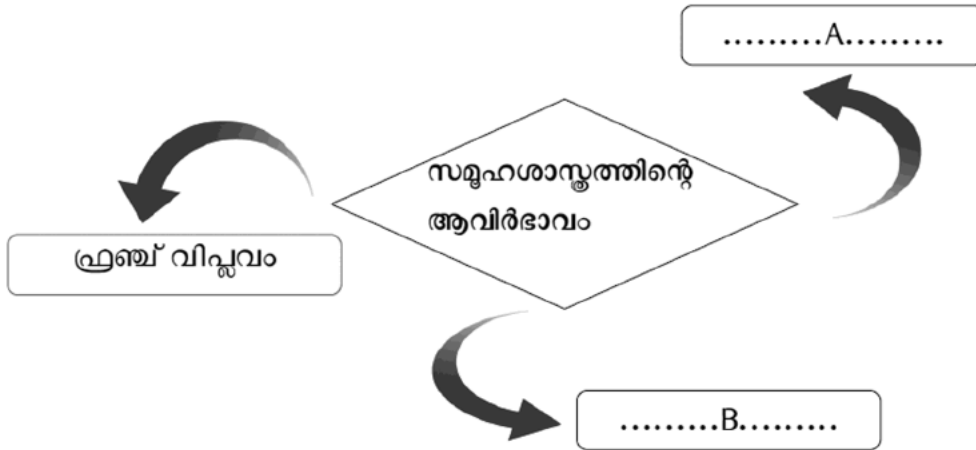 .........A.........
സമൂഹശാസ്ത്രത്തിന്റെ
ആവിർഭാവം
ഫ്രഞ്ച് വിപ്ലവം
.........B.........